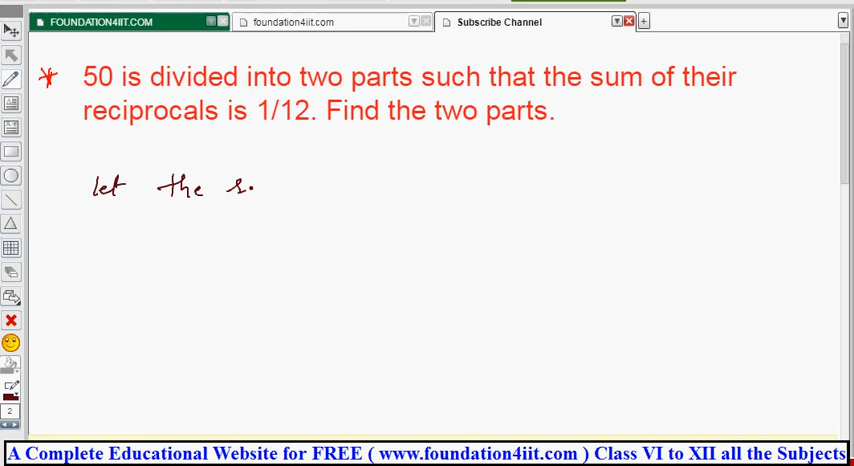 FOUNDATION4IIT.COM
foundation4iit.com
Subscribe Channel
50 is divided into two parts such that the sum of their
reciprocals is 1/12. Find the two parts.
let the s.
2
A Complete Educational Website for FREE ( www.foundation4iit.com ) Class VI to XII all the Subjects